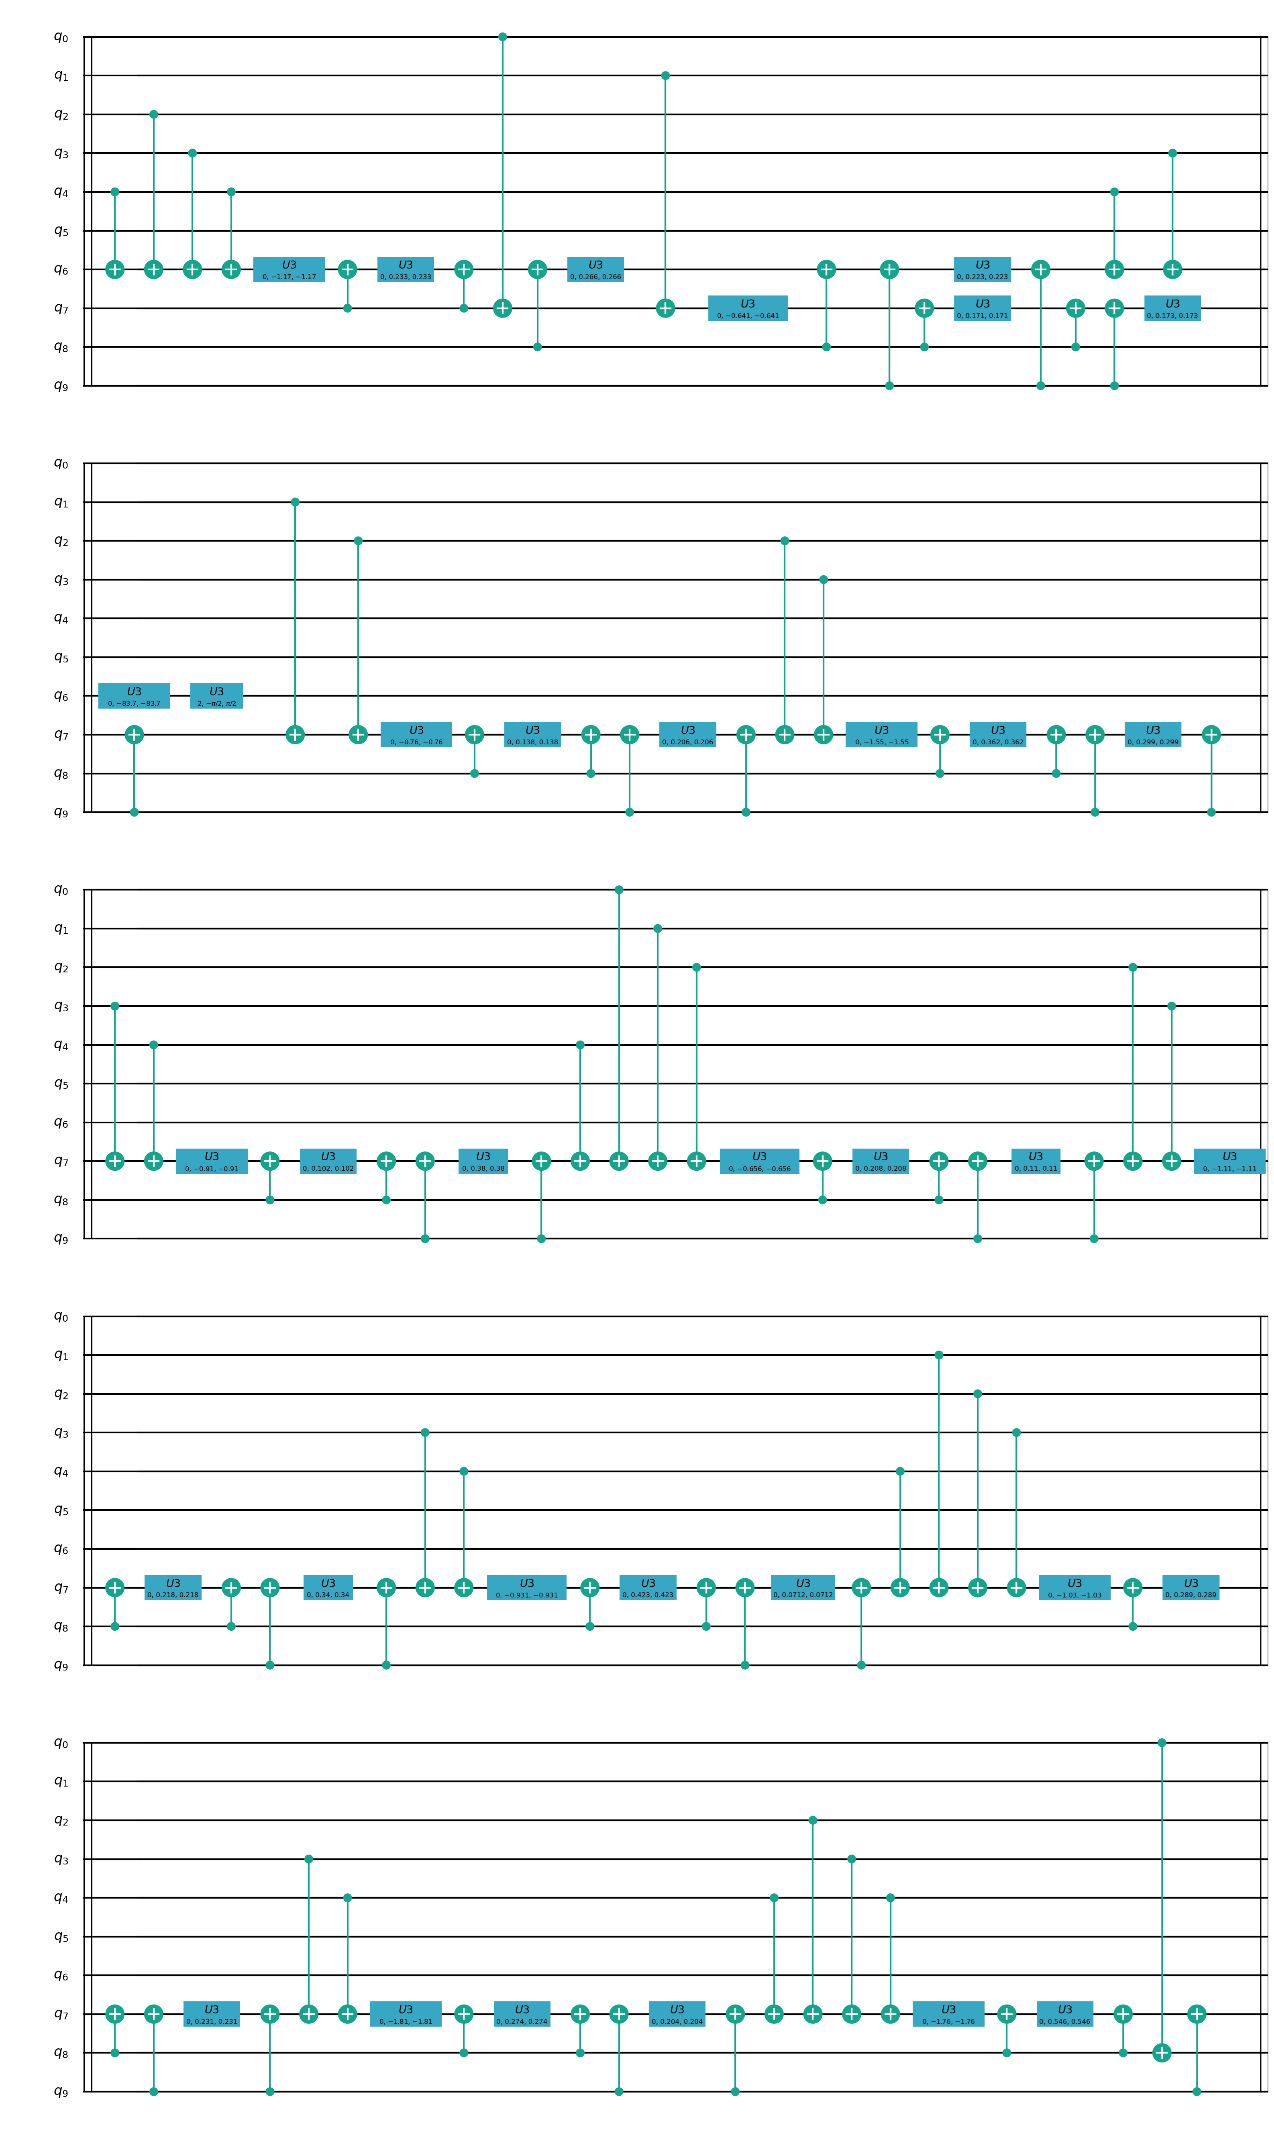 q0
q1
q2
q3
q4
q5
q6 U3 0, −1.17, −1.17 U3 0, 0.233, 0.233 U3 0, 0.266, 0.266 U3 0, 0.223, 0.223
q7 U3 0, −0.641, −0.641 U3 0, 0.171, 0.171 U3 0, 0.173, 0.173
q8
q9
q0
q1
q2
q3
q4
q5
q6 U3 0, −83.7, −83.7 U3 2, −π/2, π/2
q7 U3 0, −0.76, −0.76 U3 0, 0.138, 0.138 U3 0, 0.206, 0.206 U3 0, −1.55, −1.55 U3 0, 0.362, 0.362 U3 0, 0.299, 0.299
q8
q9
q0
q1
q2
q3
q4
q5
q6
q7 U3 0, −0.91, −0.91 U3 0, 0.102, 0.102 U3 0, 0.38, 0.38 U3 0, −0.656, −0.656 U3 0, 0.208, 0.208 U3 0, 0.11, 0.11 U3 0, −1.11, −1.11
q8
q9
q0
q1
q2
q3
q4
q5
q6
q7 U3 0, 0.218, 0.218 U3 0, 0.34, 0.34 U3 0, −0.931, −0.931 U3 0, 0.423, 0.423 U3 0, 0.0712, 0.0712 U3 0, −1.03, −1.03 U3 0, 0.289, 0.289
q8
q9
q0
q1
q2
q3
q4
q5
q6
q7 U3 0, 0.231, 0.231 U3 0, −1.81, −1.81 U3 0, 0.274, 0.274 U3 0, 0.204, 0.204 U3 0, −1.76, −1.76 U3 0, 0.546, 0.546
q8
q9